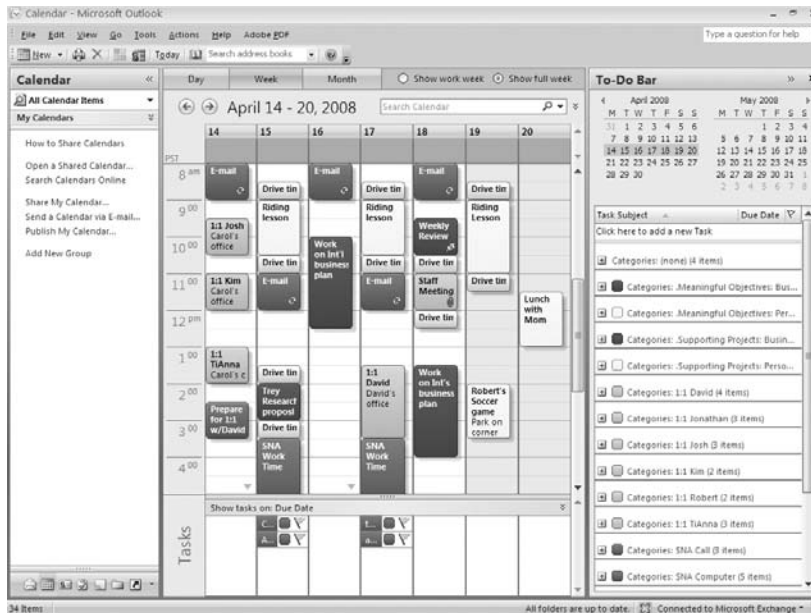 Calendar - Microsoft Outlook
File Edit View Go Tools Actions Help Adobe PDF
Type a question for help
New Today Search address books
Calendar «
All Calendar Items
My Calendars
How to Share Calendars
Open a Shared Calendar...
Search Calendars Online
Share My Calendar...
Send a Calendar via E-mail...
Publish My Calendar...
Add New Group
Day Week Month Show work week Show full week
April 14 - 20, 2008
Search Calendar
14 15 16 17 18 19 20
PST
8 am
9 00
10 00
11 00
12 pm
1 00
2 00
3 00
4 00
E-mail
1:1 Josh
Carol's
office
1:1 Kim
Carol's
office
1:1
TiAnna
Carol's c
Prepare
for 1:1
w/David
Drive tin
Riding
lesson
Drive tin
E-mail
Drive tin
Trey
Research
proposl
Drive tin
SNA
Work
Time
E-mail
Work
on Int'l
business
plan
Drive tin
Riding
lesson
Drive tin
E-mail
1:1
David
David's
office
SNA
Work
Time
E-mail
Weekly
Review
Staff
Meeting
Drive tin
Work
on Int's
business
plan
Drive tin
Riding
Lesson
Drive tin
Robert's
Soccer
game
Park on
corner
Lunch
with
Mom
Tasks
Show tasks on: Due Date
C... t...
A... a...
To-Do Bar »
April 2008
M T W T F S S
31 1 2 3 4 5 6
7 8 9 10 11 12 13
14 15 16 17 18 19 20
21 22 23 24 25 26 27
28 29 30
May 2008
M T W T F S S
1 2 3 4
5 6 7 8 9 10 11
12 13 14 15 16 17 18
19 20 21 22 23 24 25
26 27 28 29 30 31 1
2 3 4 5 6 7 8
Task Subject Due Date
Click here to add a new Task
Categories: (none) (4 items)
Categories: .Meaningful Objectives: Bus...
Categories: .Meaningful Objectives: Per...
Categories: .Supporting Projects: Busin...
Categories: .Supporting Projects: Perso...
Categories: 1:1 David (4 items)
Categories: 1:1 Jonathan (3 items)
Categories: 1:1 Josh (3 items)
Categories: 1:1 Kim (2 items)
Categories: 1:1 Robert (2 items)
Categories: 1:1 TiAnna (3 items)
Categories: SNA Call (3 items)
Categories: SNA Computer (5 items)
34 Items
All folders are up to date. Connected to Microsoft Exchange